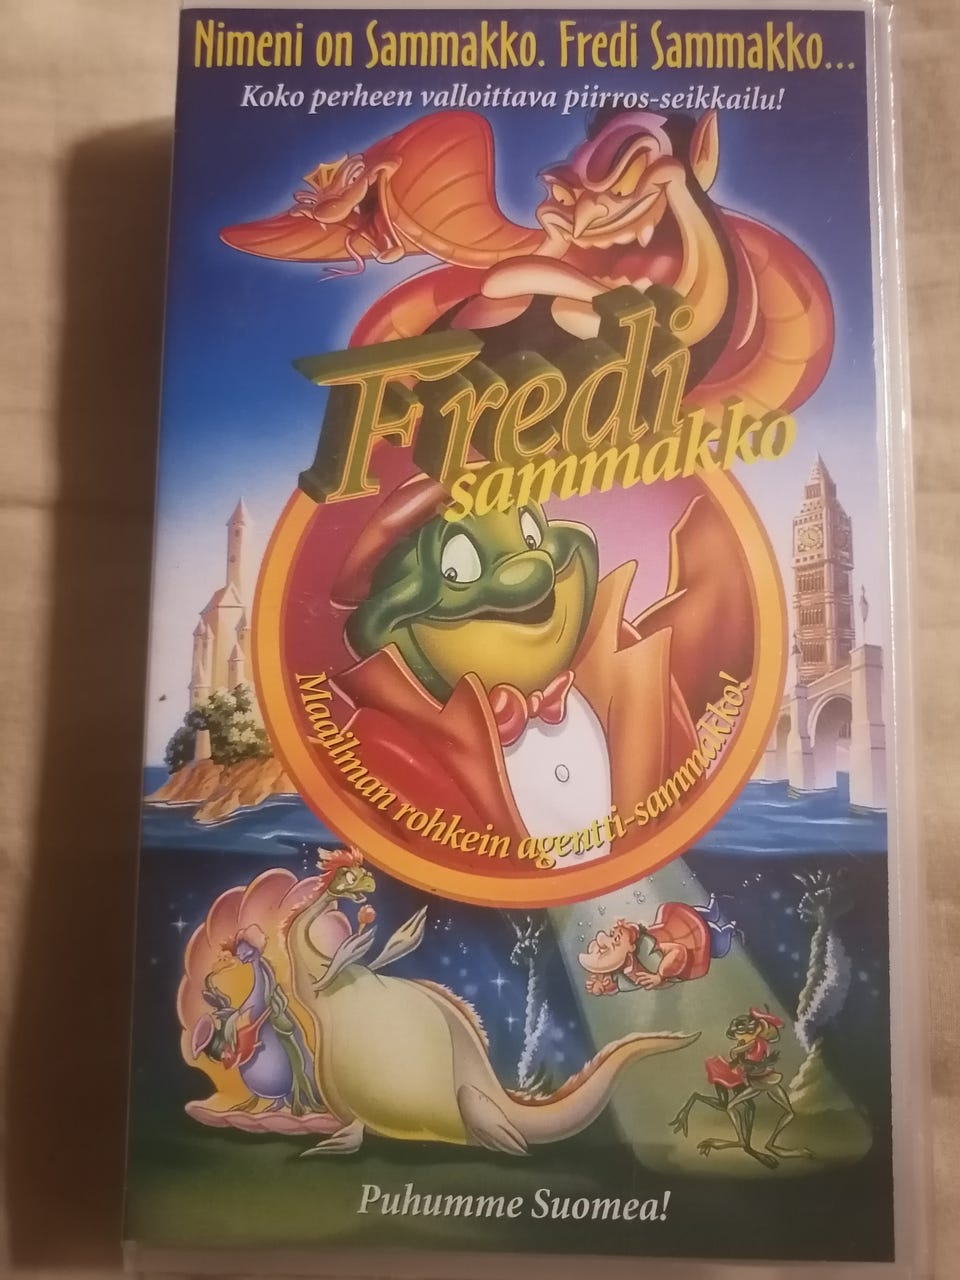 Nimeni on Sammakko. Fredi Sammakko...
Koko perheen valloittava piirros-seikkailu!
Fredi
sammakko
Maailman rohkein agentti-sammakko!
Puhumme Suomea!